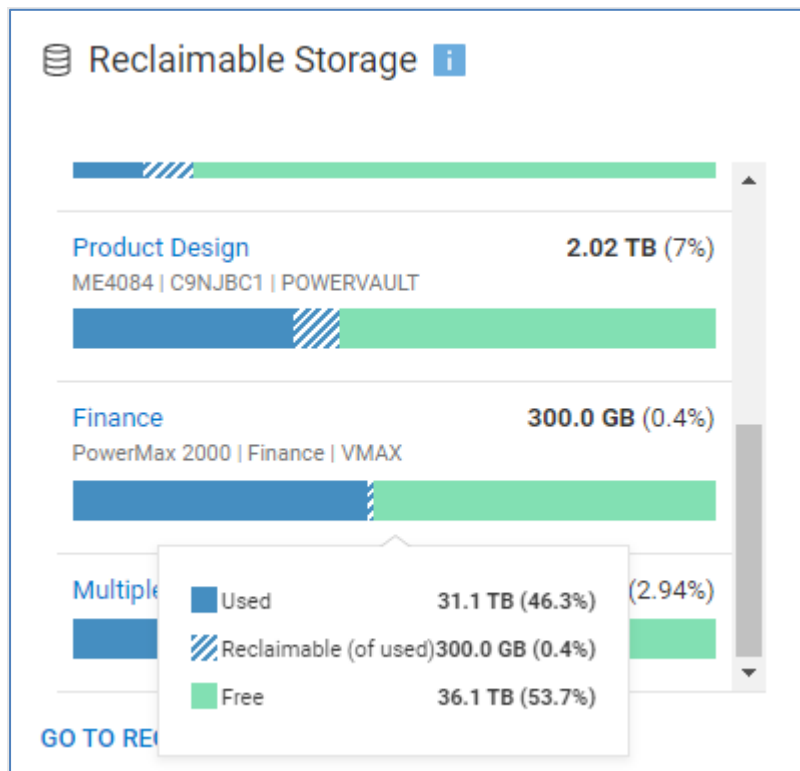 Reclaimable Storage i
Product Design 2.02 TB (7%)
ME4084 | C9NJBC1 | POWERVAULT
Finance 300.0 GB (0.4%)
PowerMax 2000 | Finance | VMAX
Multiple (2.94%)
Used 31.1 TB (46.3%)
Reclaimable (of used) 300.0 GB (0.4%)
Free 36.1 TB (53.7%)
GO TO